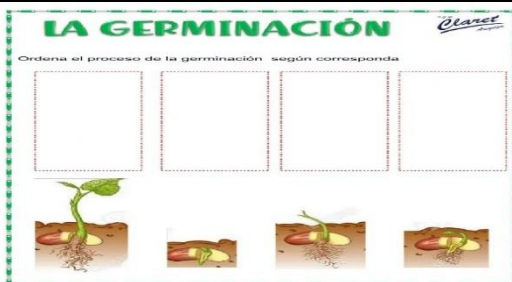 LA GERMINACIÓN
Claret
Ordena el proceso de la germinación según corresponda